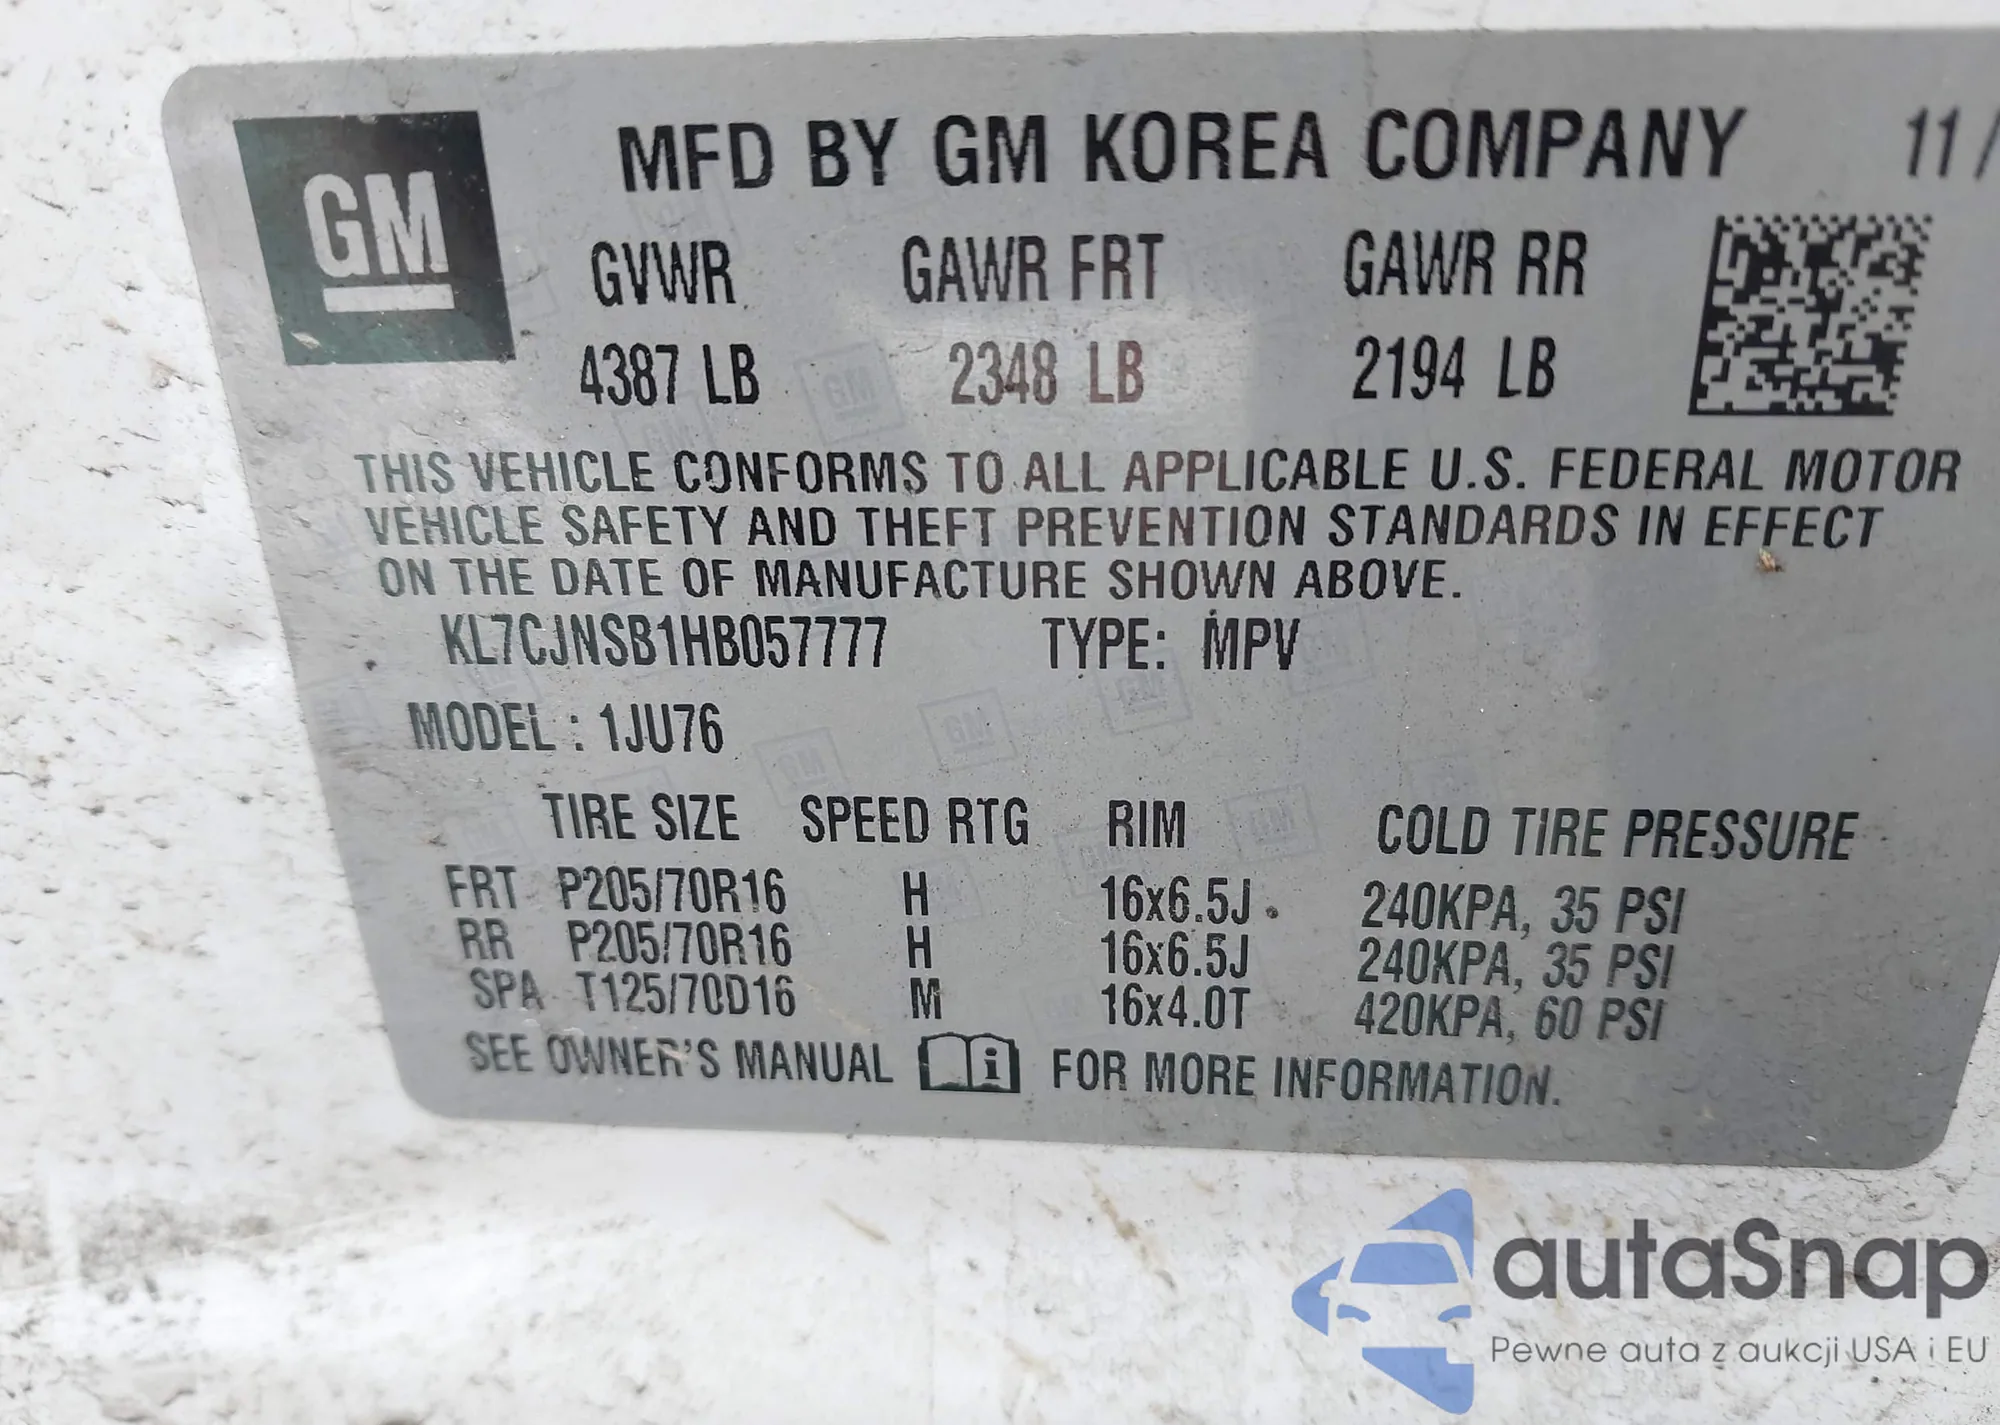 GM
MFD BY GM KOREA COMPANY 11/
GVWR GAWR FRT GAWR RR
4387 LB 2348 LB 2194 LB
THIS VEHICLE CONFORMS TO ALL APPLICABLE U.S. FEDERAL MOTOR
VEHICLE SAFETY AND THEFT PREVENTION STANDARDS IN EFFECT
ON THE DATE OF MANUFACTURE SHOWN ABOVE.
KL7CJNSB1HB057777 TYPE: MPV
MODEL : 1JU76
TIRE SIZE SPEED RTG RIM COLD TIRE PRESSURE
FRT P205/70R16 H 16x6.5J 240KPA, 35 PSI
RR P205/70R16 H 16x6.5J 240KPA, 35 PSI
SPA T125/70D16 M 16x4.0T 420KPA, 60 PSI
SEE OWNER'S MANUAL i FOR MORE INFORMATION.
autaSnap
Pewne auta z aukcji USA i EU